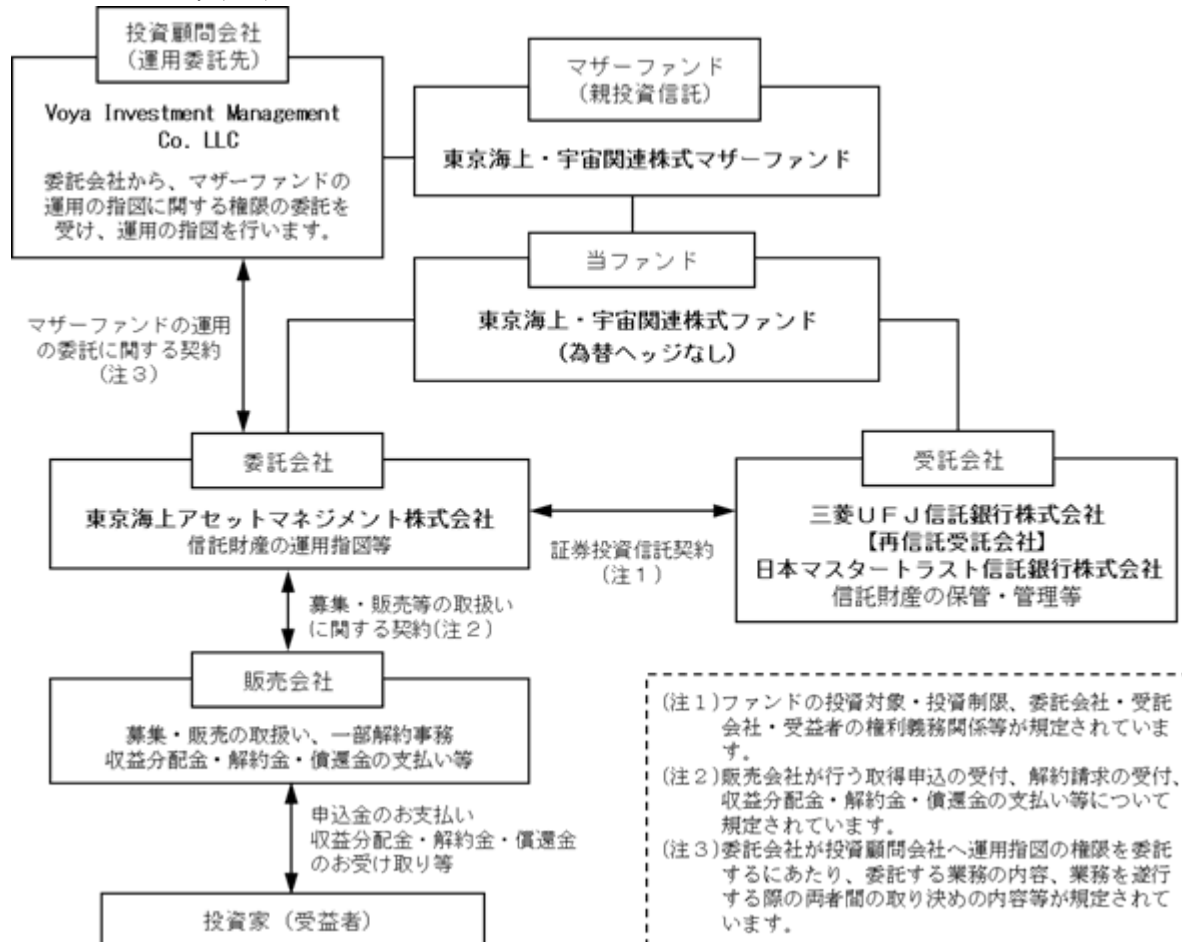 投資顧問会社
(運用委託先)
Voya Investment Management
Co. LLC
委託会社から、マザーファンドの
運用の指図に関する権限の委託を
受け、運用の指図を行います。
マザーファンド
(親投資信託)
東京海上・宇宙関連株式マザーファンド
当ファンド
東京海上・宇宙関連株式ファンド
(為替ヘッジなし)
マザーファンドの運用
の委託に関する契約
(注3)
委託会社
東京海上アセットマネジメント株式会社
信託財産の運用指図等
証券投資信託契約
(注1)
受託会社
三菱UFJ信託銀行株式会社
【再信託受託会社】
日本マスタートラスト信託銀行株式会社
信託財産の保管・管理等
募集・販売等の取扱い
に関する契約(注2)
販売会社
募集・販売の取扱い、一部解約事務
収益分配金・解約金・償還金の支払い等
申込金のお支払い
収益分配金・解約金・償還金
のお受け取り等
投資家(受益者)
(注1)ファンドの投資対象・投資制限、委託会社・受託
会社・受益者の権利義務関係等が規定されていま
す。
(注2)販売会社が行う取得申込の受付、解約請求の受付、
収益分配金・解約金・償還金の支払い等について
規定されています。
(注3)委託会社が投資顧問会社へ運用指図の権限を委託
するにあたり、委託する業務の内容、業務を遂行
する際の両者間の取り決めの内容等が規定されて
います。